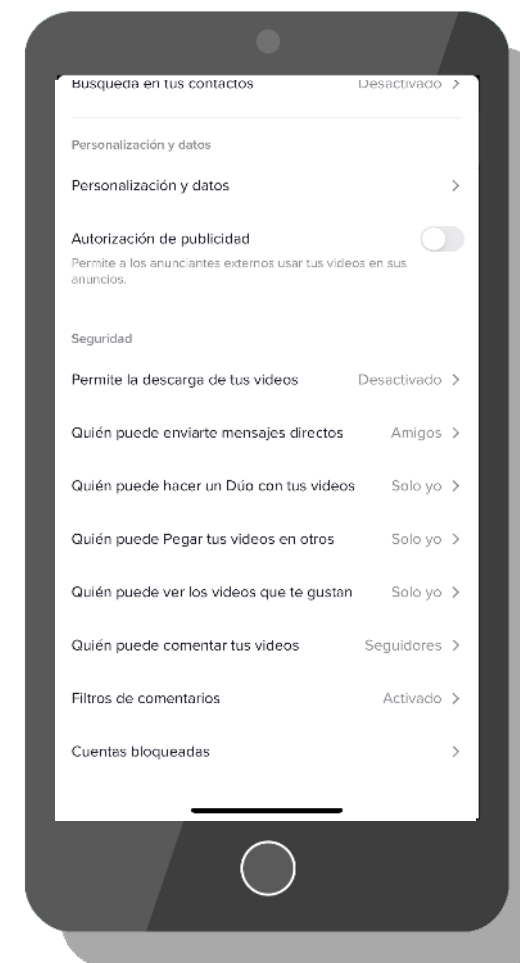 Búsqueda en tus contactos Desactivado
Personalización y datos
Personalización y datos
Autorización de publicidad
Permite a los anunciantes externos usar tus videos en sus
anuncios.
Seguridad
Permite la descarga de tus videos Desactivado
Quién puede enviarte mensajes directos Amigos
Quién puede hacer un Dúo con tus videos Solo yo
Quién puede Pegar tus videos en otros Solo yo
Quién puede ver los videos que te gustan Solo yo
Quién puede comentar tus videos Seguidores
Filtros de comentarios Activado
Cuentas bloqueadas